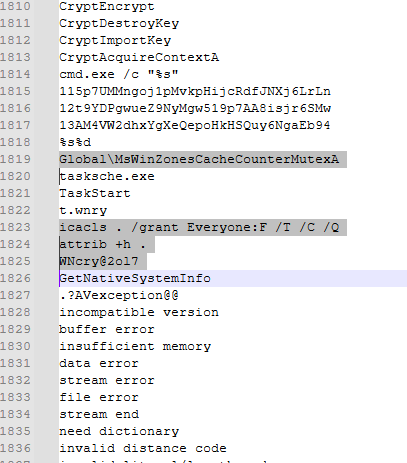 1810 CryptEncrypt
1811 CryptDestroyKey
1812 CryptImportKey
1813 CryptAcquireContextA
1814 cmd.exe /c "%s"
1815 115p7UMMngoj1pMvkpHijcRdfJNXj6LrLn
1816 12t9YDPgwueZ9NyMgw519p7AA8isjr6SMw
1817 13AM4VW2dhxYgXeQepoHkHSQuy6NgaEb94
1818 %s%d
1819 Global\MsWinZonesCacheCounterMutexA
1820 tasksche.exe
1821 TaskStart
1822 t.wnry
1823 icacls . /grant Everyone:F /T /C /Q
1824 attrib +h .
1825 WNcry@2ol7
1826 GetNativeSystemInfo
1827 .?AVexception@@
1828 incompatible version
1829 buffer error
1830 insufficient memory
1831 data error
1832 stream error
1833 file error
1834 stream end
1835 need dictionary
1836 invalid distance code